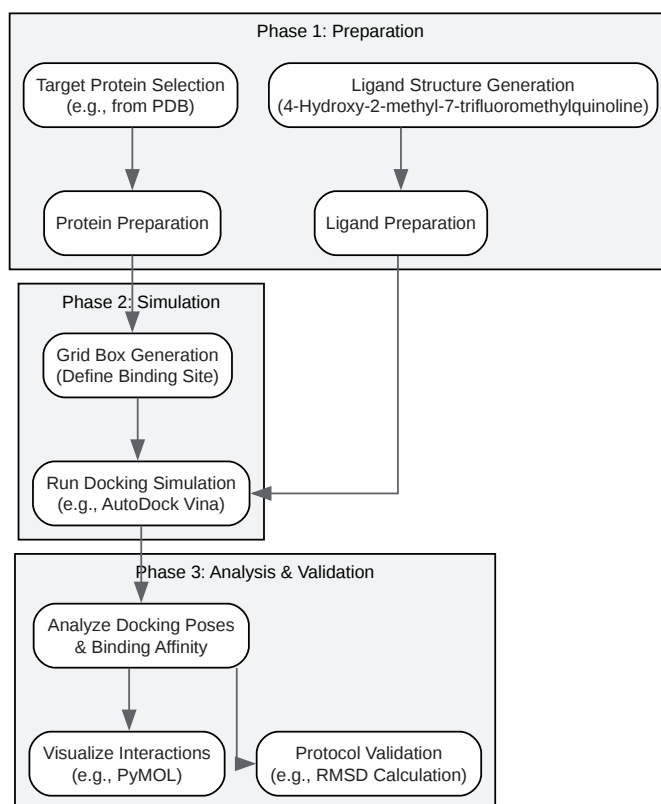 Phase 1: Preparation
Target Protein Selection
(e.g., from PDB)
Ligand Structure Generation
(4-Hydroxy-2-methyl-7-trifluoromethylquinoline)
Protein Preparation
Ligand Preparation
Phase 2: Simulation
Grid Box Generation
(Define Binding Site)
Run Docking Simulation
(e.g., AutoDock Vina)
Phase 3: Analysis & Validation
Analyze Docking Poses
& Binding Affinity
Visualize Interactions
(e.g., PyMOL)
Protocol Validation
(e.g., RMSD Calculation)